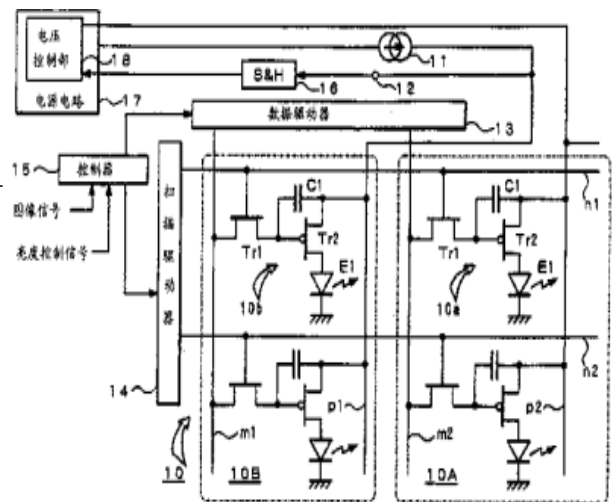 电压
控制部
18
电源电路
17
11
S&H
16
12
数据驱动器
13
15
控制器
图像信号
亮度控制信号
扫描驱动器
14
n1
C1
Tr1
Tr2
E1
10b
C1
Tr1
Tr2
E1
10a
n2
p1
p2
m1
m2
10
10B
10A